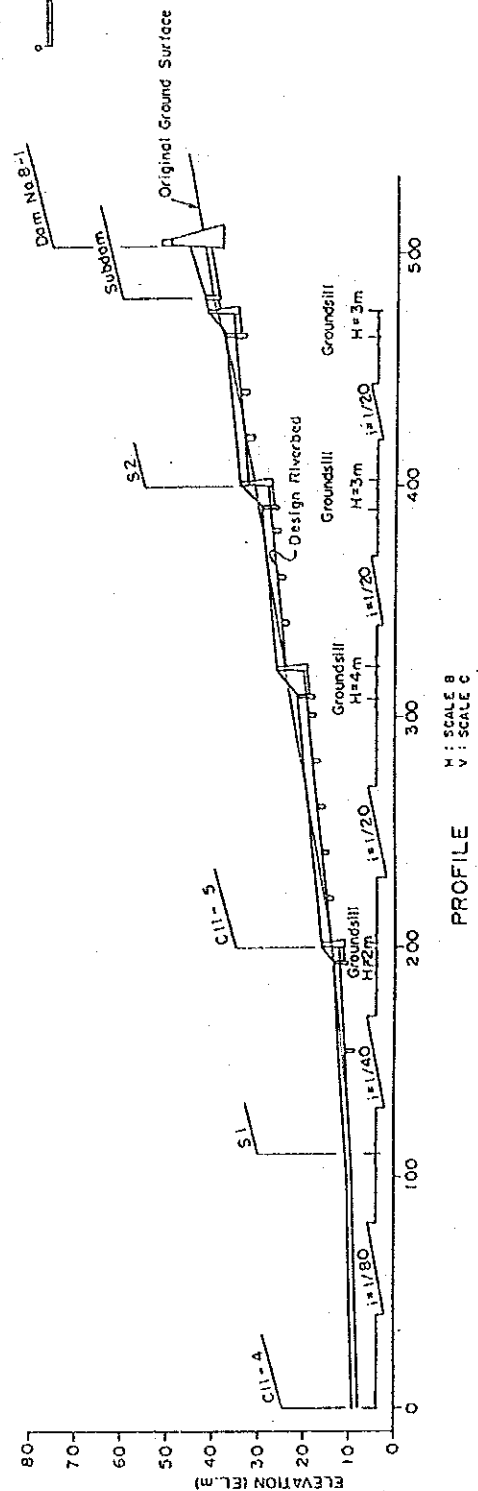 Dam No 8-1
Subdam
Original Ground Surface
S2
C11-5
S1
C11-4
Design Riverbed
ELEVATION (EL.m)
80
70
60
50
40
30
20
10
0
i=1/80
i=1/40
Groundsill
H=2m
i=1/20
Groundsill
H=4m
i=1/20
Groundsill
H=3m
i=1/20
Groundsill
H=3m
0
100
200
300
400
500
PROFILE
H : SCALE B
V : SCALE C
0